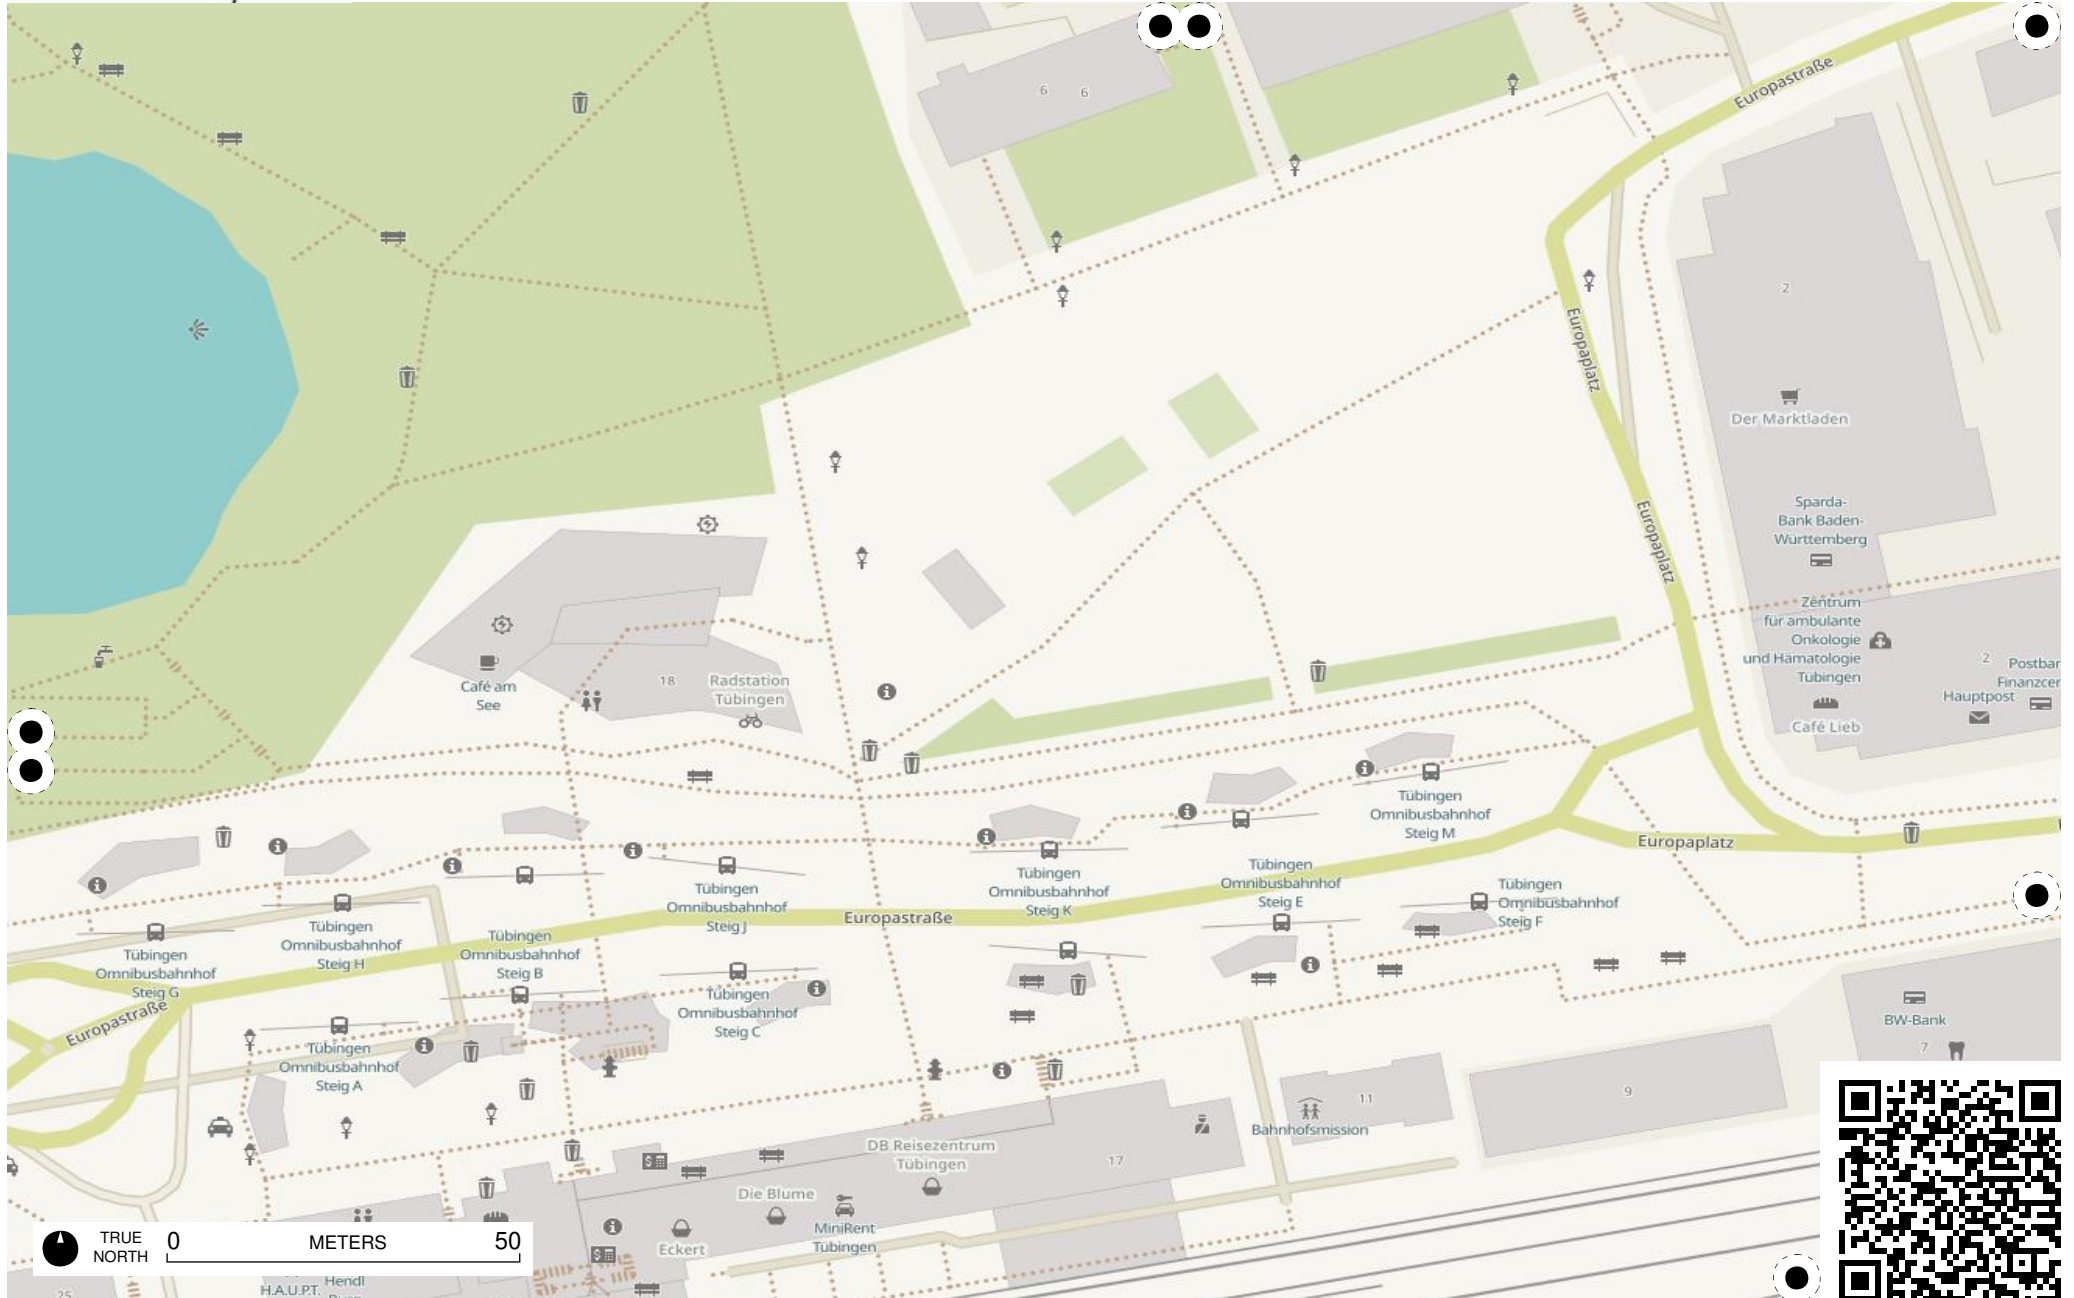 6 6
Europastraße
2
Europaplatz
Der Marktladen
Sparda-
Bank Baden-
Württemberg
Europaplatz
Zentrum
für ambulante
Onkologie
und Hämatologie
Tübingen
2
Hauptpost
Café Lieb
Café am
See
18
Radstation
Tübingen
Tübingen
Omnibusbahnhof
Steig M
Europaplatz
Tübingen
Omnibusbahnhof
Steig E
Tübingen
Omnibusbahnhof
Steig K
Tübingen
Omnibusbahnhof
Steig F
Tübingen
Omnibusbahnhof
Steig J
Europastraße
Tübingen
Omnibusbahnhof
Steig H
Tübingen
Omnibusbahnhof
Steig B
Tübingen
Omnibusbahnhof
Steig G
Europastraße
Tübingen
Omnibusbahnhof
Steig C
Tübingen
Omnibusbahnhof
Steig A
BW-Bank
7
9
11
Bahnhofsmission
DB Reisezentrum
Tübingen
17
Die Blume
MiniRent
Tübingen
Eckert
TRUE
NORTH
0 METERS 50
Hendl
H.A.U.P.T.
25